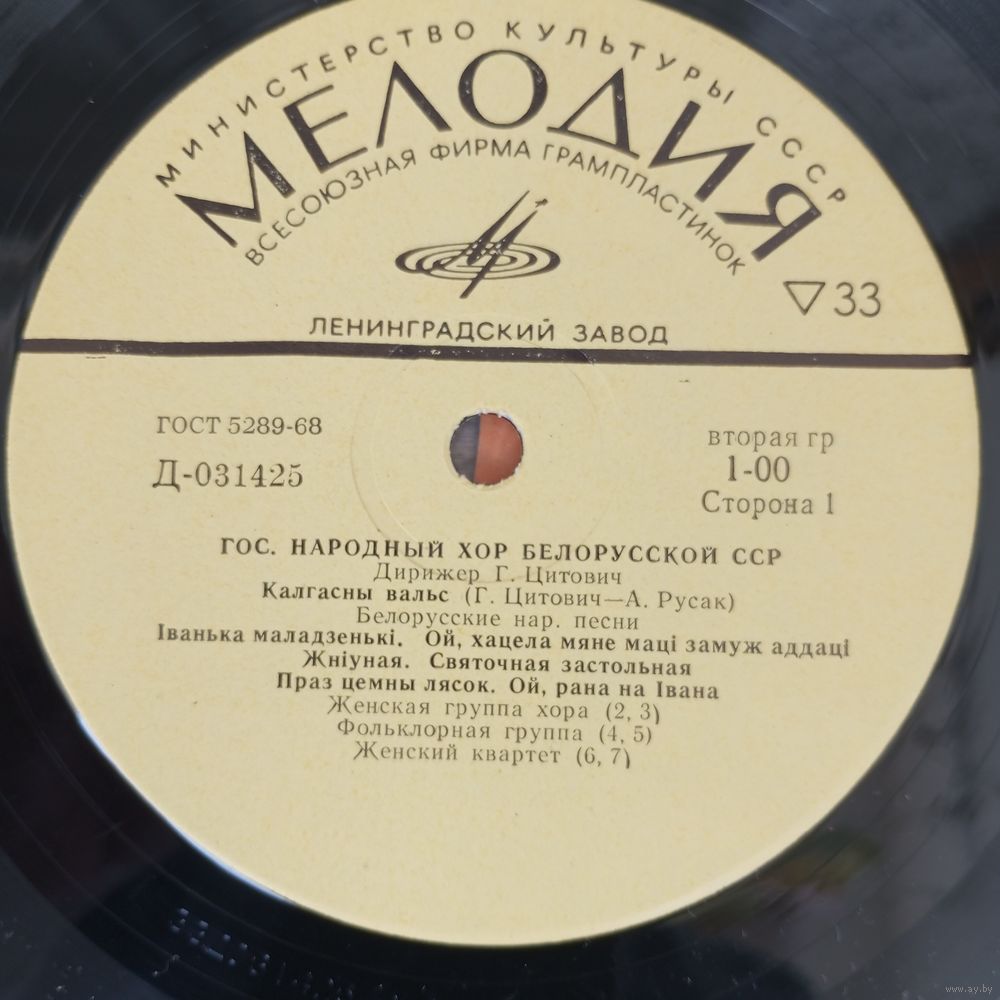 МИНИСТЕРСТВО КУЛЬТУРЫ СССР
МЕЛОДИЯ
ВСЕСОЮЗНАЯ ФИРМА ГРАМПЛАСТИНОК
▽33
ЛЕНИНГРАДСКИЙ ЗАВОД
ГОСТ 5289-68
Д-031425
вторая гр
1-00
Сторона 1
ГОС. НАРОДНЫЙ ХОР БЕЛОРУССКОЙ ССР
Дирижер Г. Цитович
Калгасны вальс (Г. Цитович—А. Русак)
Белорусские нар. песни
Іванька маладзенькі. Ой, хацела мяне маці замуж аддаці
Жніуная. Святочная застольная
Праз цемны лясок. Ой, рана на Івана
Женская группа хора (2, 3)
Фольклорная группа (4, 5)
Женский квартет (6, 7)
www.ay.by